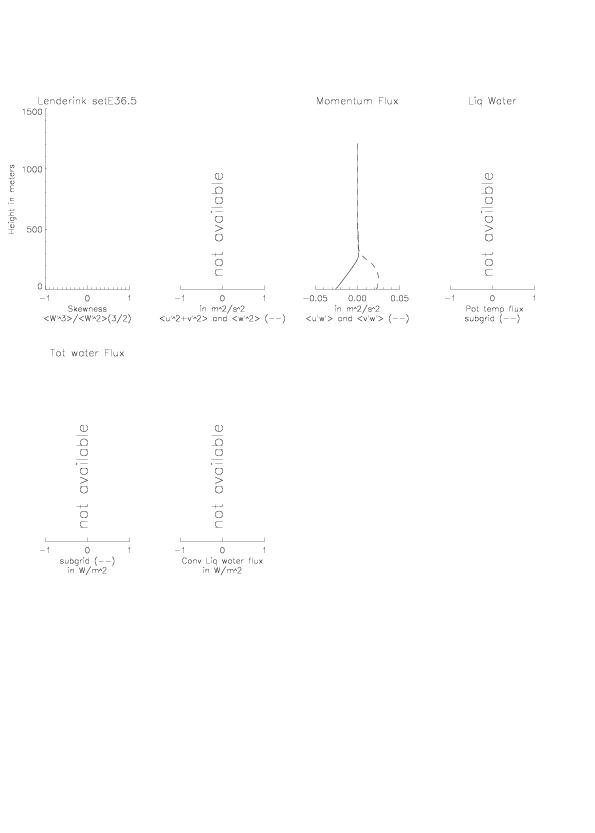 Lenderink setE36.5
Momentum Flux
Liq Water
1500
1000
500
0
Height in meters
not available
not available
-1 0 1
-1 0 1
-0.05 0.00 0.05
-1 0 1
Skewness
<W'^3>/<W'^2>(3/2)
in m^2/s^2
<u'^2+v'^2> and <w'^2> (--)
in m^2/s^2
<u'w'> and <v'w'> (--)
Pot temp flux
subgrid (--)
Tot water Flux
not available
not available
-1 0 1
-1 0 1
subgrid (--)
in W/m^2
Conv Liq water flux
in W/m^2